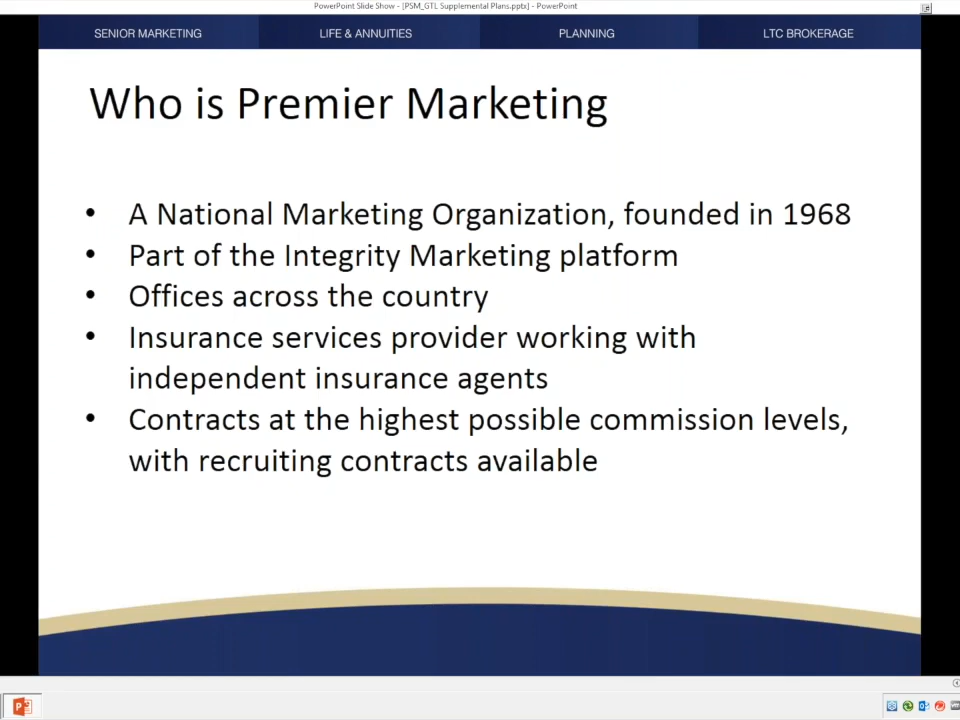 PowerPoint Slide Show - [PSM_GTL Supplemental Plans.pptx] - PowerPoint
SENIOR MARKETING LIFE & ANNUITIES PLANNING LTC BROKERAGE
Who is Premier Marketing
• A National Marketing Organization, founded in 1968
• Part of the Integrity Marketing platform
• Offices across the country
• Insurance services provider working with
independent insurance agents
• Contracts at the highest possible commission levels,
with recruiting contracts available